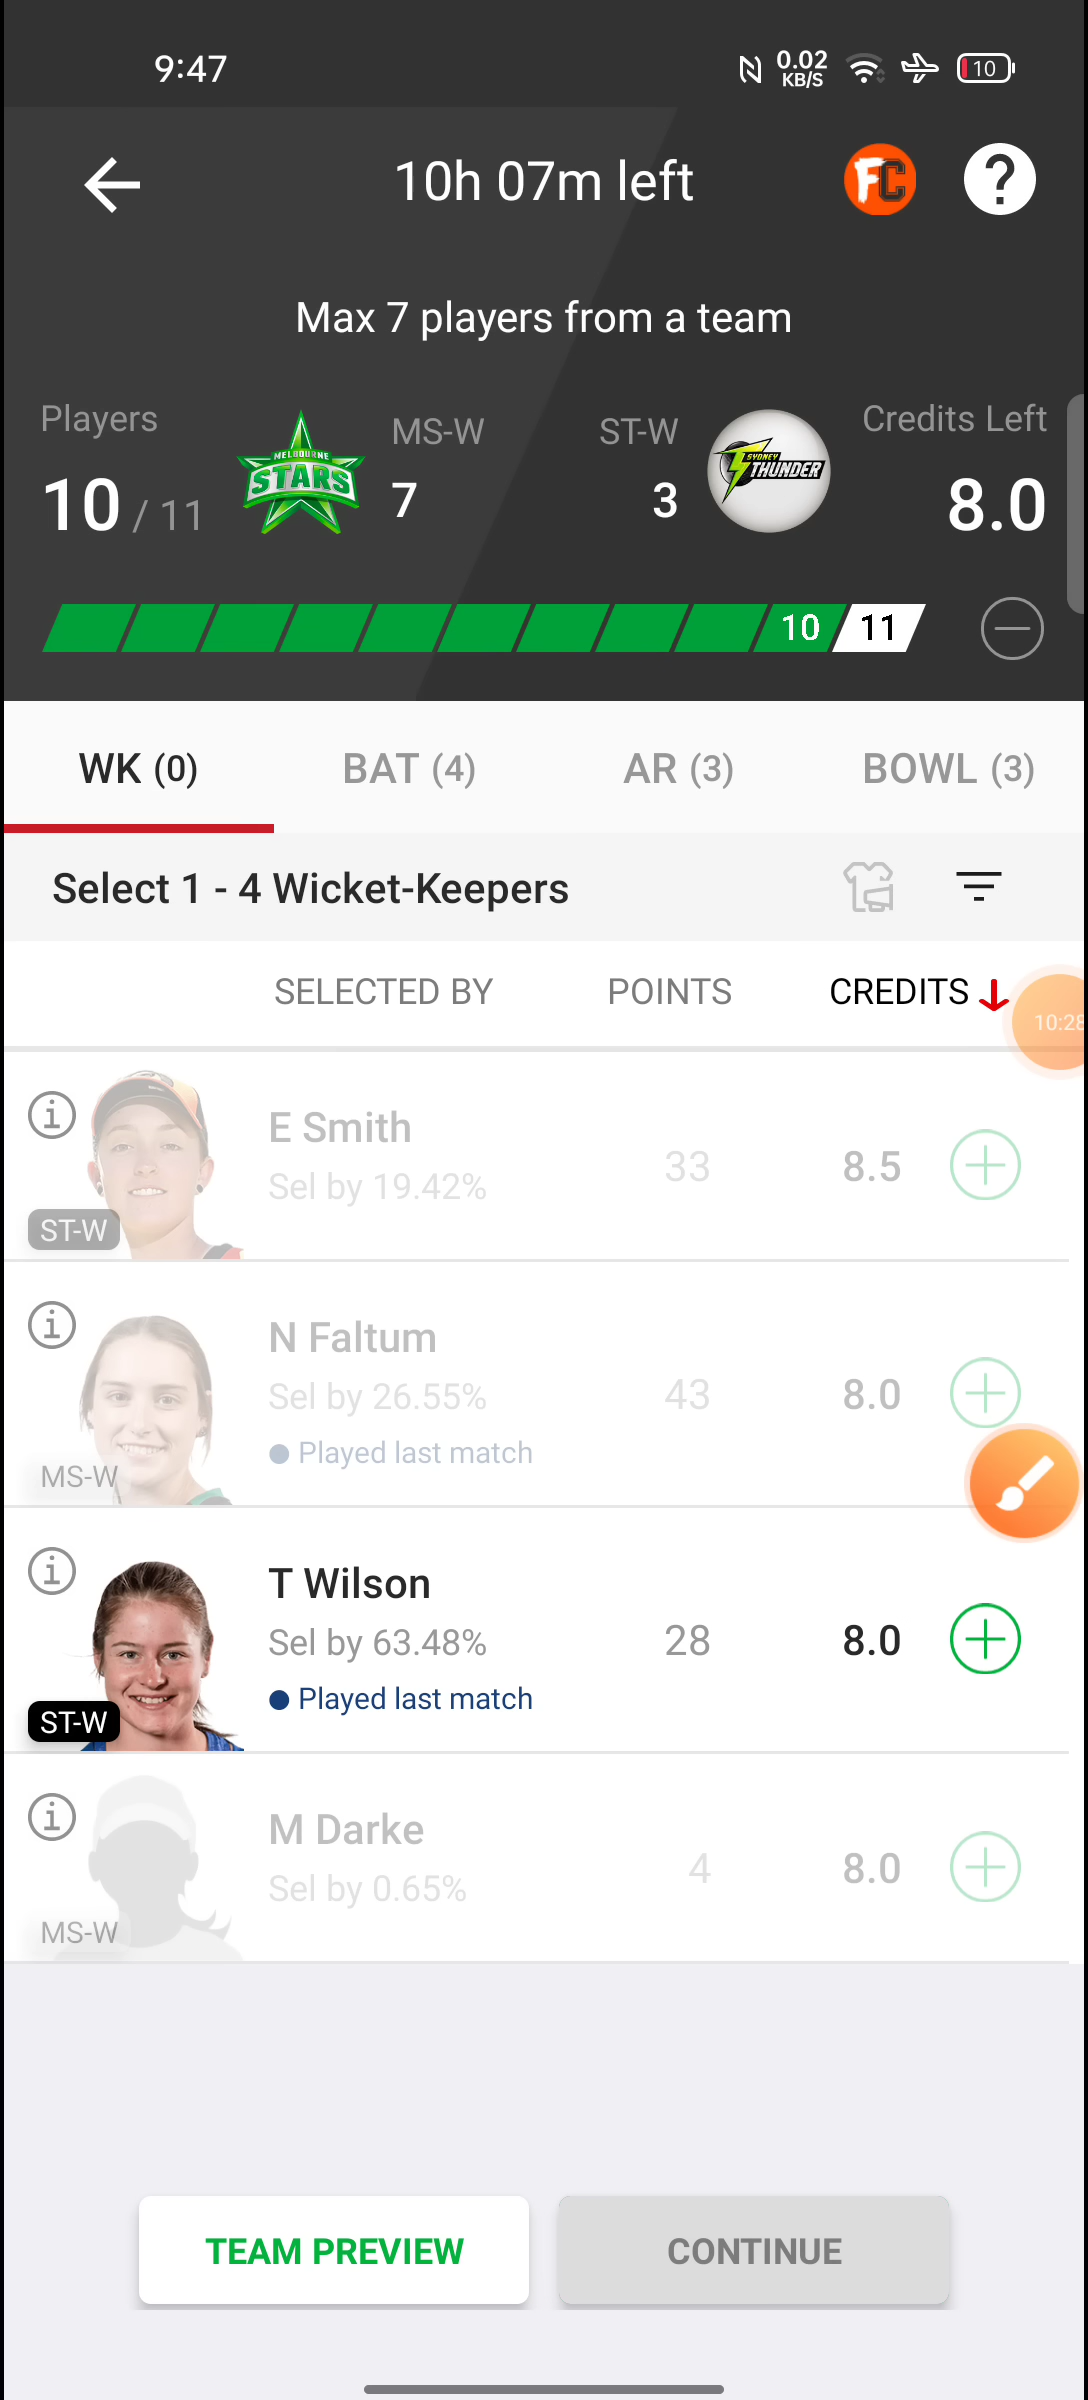 9:47
0.02
KB/S
10
10h 07m left
FC
?
Max 7 players from a team
Players
10 / 11
MELBOURNE
STARS
MS-W
7
ST-W
3
SYDNEY
THUNDER
Credits Left
8.0
10
11
WK (0)
BAT (4)
AR (3)
BOWL (3)
Select 1 - 4 Wicket-Keepers
SELECTED BY
POINTS
CREDITS
10:28
E Smith
Sel by 19.42%
33
8.5
ST-W
N Faltum
Sel by 26.55%
43
8.0
Played last match
MS-W
T Wilson
Sel by 63.48%
28
8.0
Played last match
ST-W
M Darke
Sel by 0.65%
4
8.0
MS-W
TEAM PREVIEW
CONTINUE